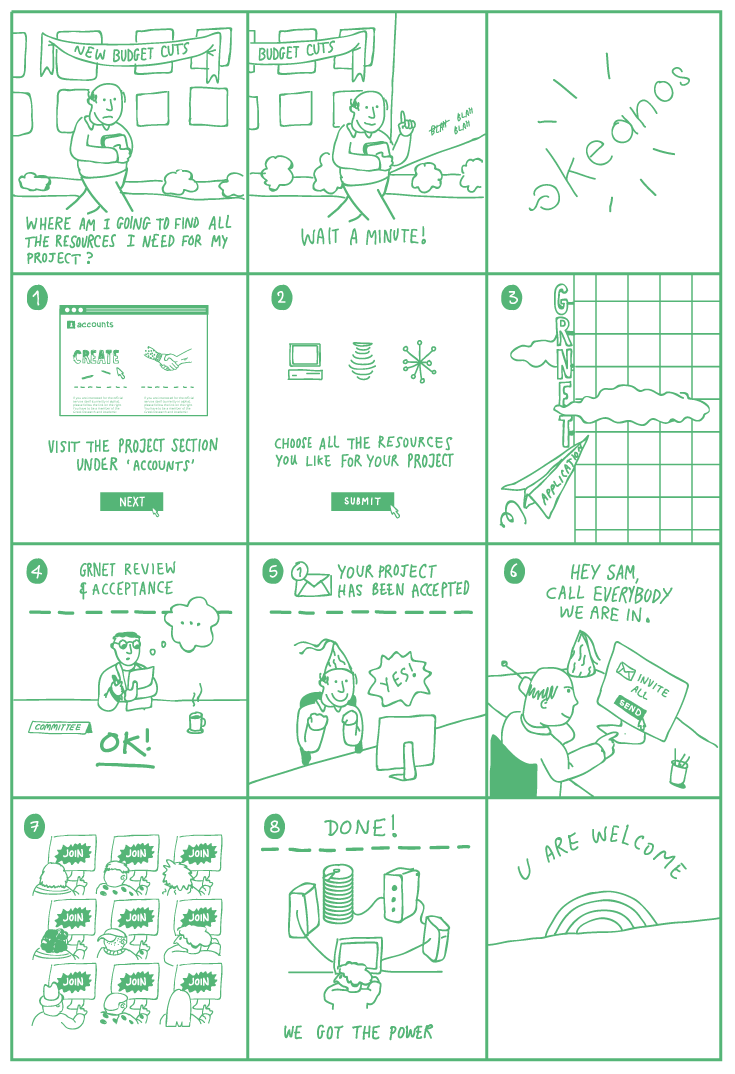 NEW BUDGET CUTS
WHERE AM I GOING TO FIND ALL
THE RESOURCES I NEED FOR MY
PROJECT?
BUDGET CUTS
BLAH BLAH
BLAH
WAIT A MINUTE!
okeanos
1
accounts
CREATE
VISIT THE PROJECT SECTION
UNDER 'ACCOUNTS'
NEXT
2
CHOOSE ALL THE RESOURCES
YOU LIKE FOR YOUR PROJECT
SUBMIT
3
GRNET
APPLICATION
4
GRNET REVIEW
& ACCEPTANCE
...
COMMITTEE
OK!
5
1
YOUR PROJECT
HAS BEEN ACCEPTED
YES!
6
HEY SAM,
CALL EVERYBODY
WE ARE IN.
INVITE
ALL
SEND
7
JOIN JOIN JOIN
JOIN JOIN JOIN
JOIN JOIN JOIN
8
DONE!
WE GOT THE POWER
U ARE WELCOME